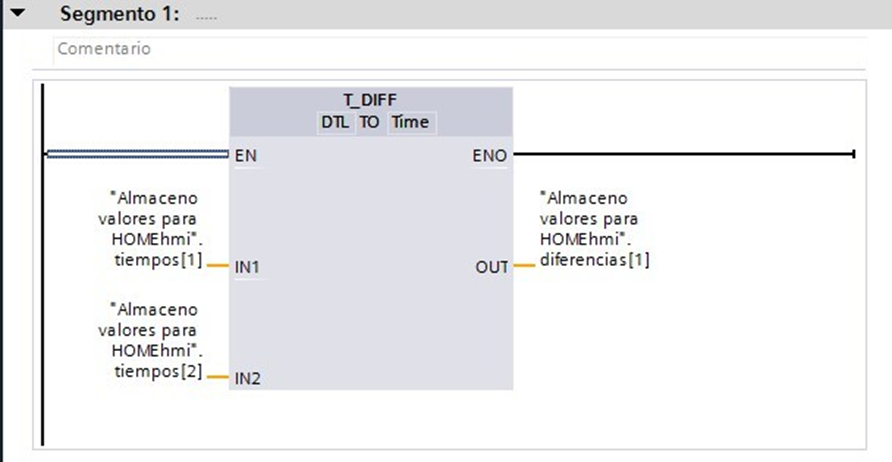 Segmento 1: .....
Comentario
T_DIFF
DTL TO Time
EN
ENO
"Almaceno
valores para
HOMEhmi".
tiempos[1]
IN1
"Almaceno
valores para
HOMEhmi".
diferencias[1]
OUT
"Almaceno
valores para
HOMEhmi".
tiempos[2]
IN2